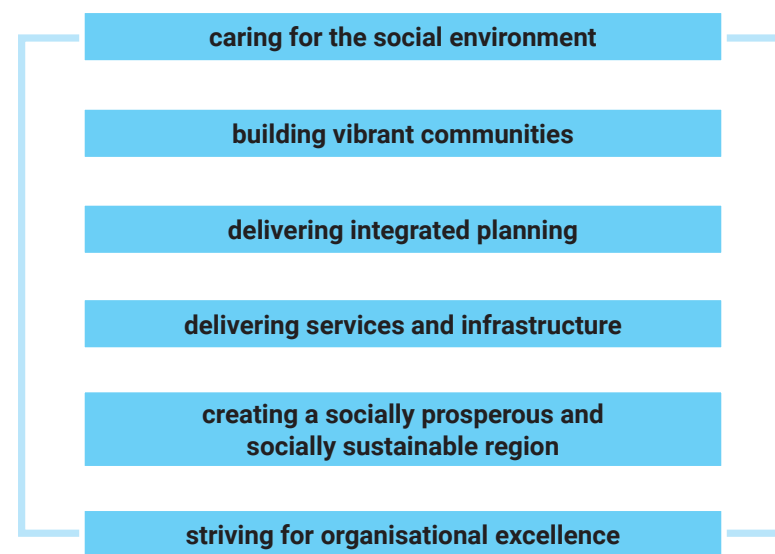 caring for the social environment
building vibrant communities
delivering integrated planning
delivering services and infrastructure
creating a socially prosperous and
socially sustainable region
striving for organisational excellence